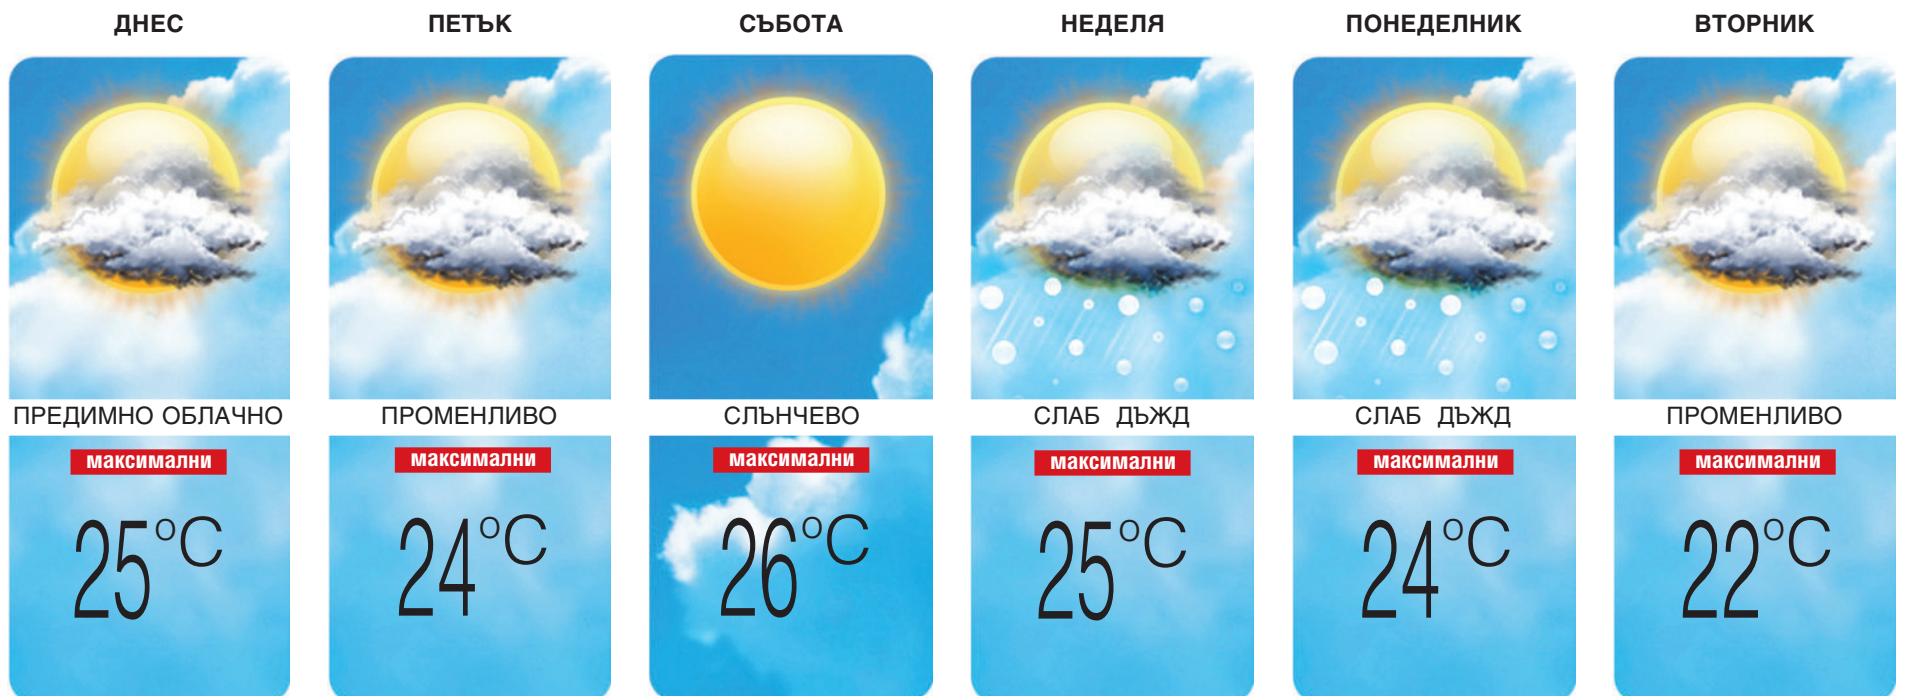 ДНЕС
ПЕТЪК
СЪБОТА
НЕДЕЛЯ
ПОНЕДЕЛНИК
ВТОРНИК
ПРЕДИМНО ОБЛАЧНО
ПРОМЕНЛИВО
СЛЪНЧЕВО
СЛАБ ДЪЖД
СЛАБ ДЪЖД
ПРОМЕНЛИВО
максимални
максимални
максимални
максимални
максимални
максимални
25°C
24°C
26°C
25°C
24°C
22°C